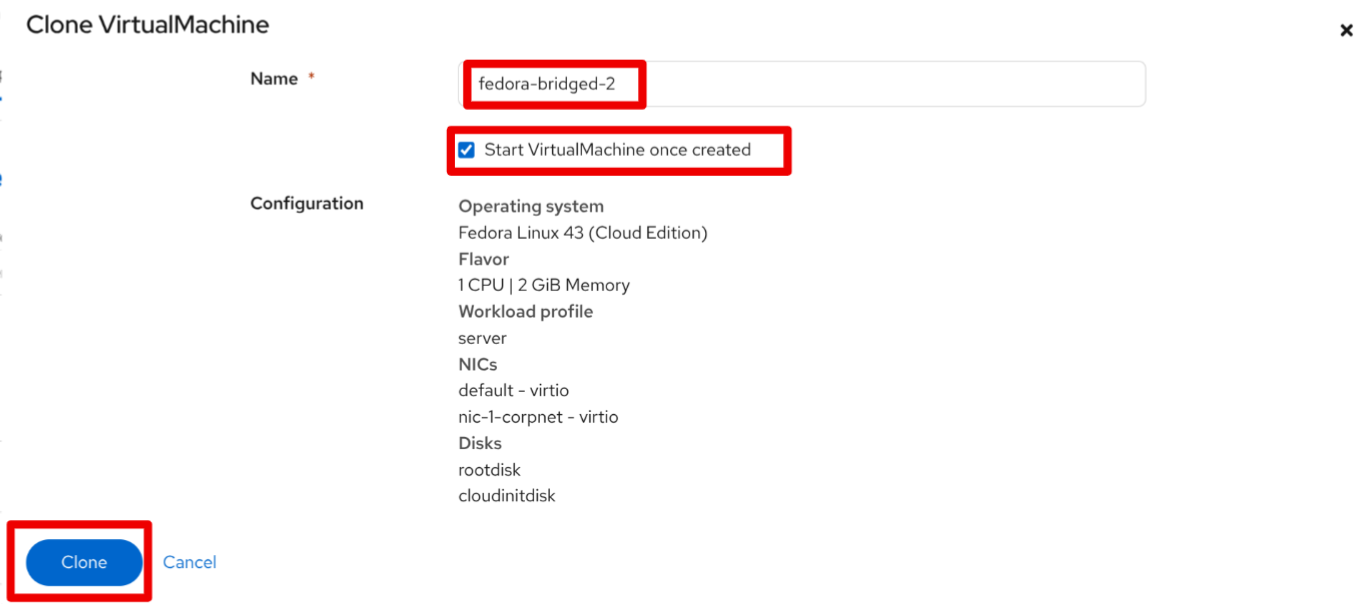 Clone VirtualMachine
Name *
fedora-bridged-2
Start VirtualMachine once created
Configuration
Operating system
Fedora Linux 43 (Cloud Edition)
Flavor
1 CPU | 2 GiB Memory
Workload profile
server
NICs
default - virtio
nic-1-corpnet - virtio
Disks
rootdisk
cloudinitdisk
Clone
Cancel